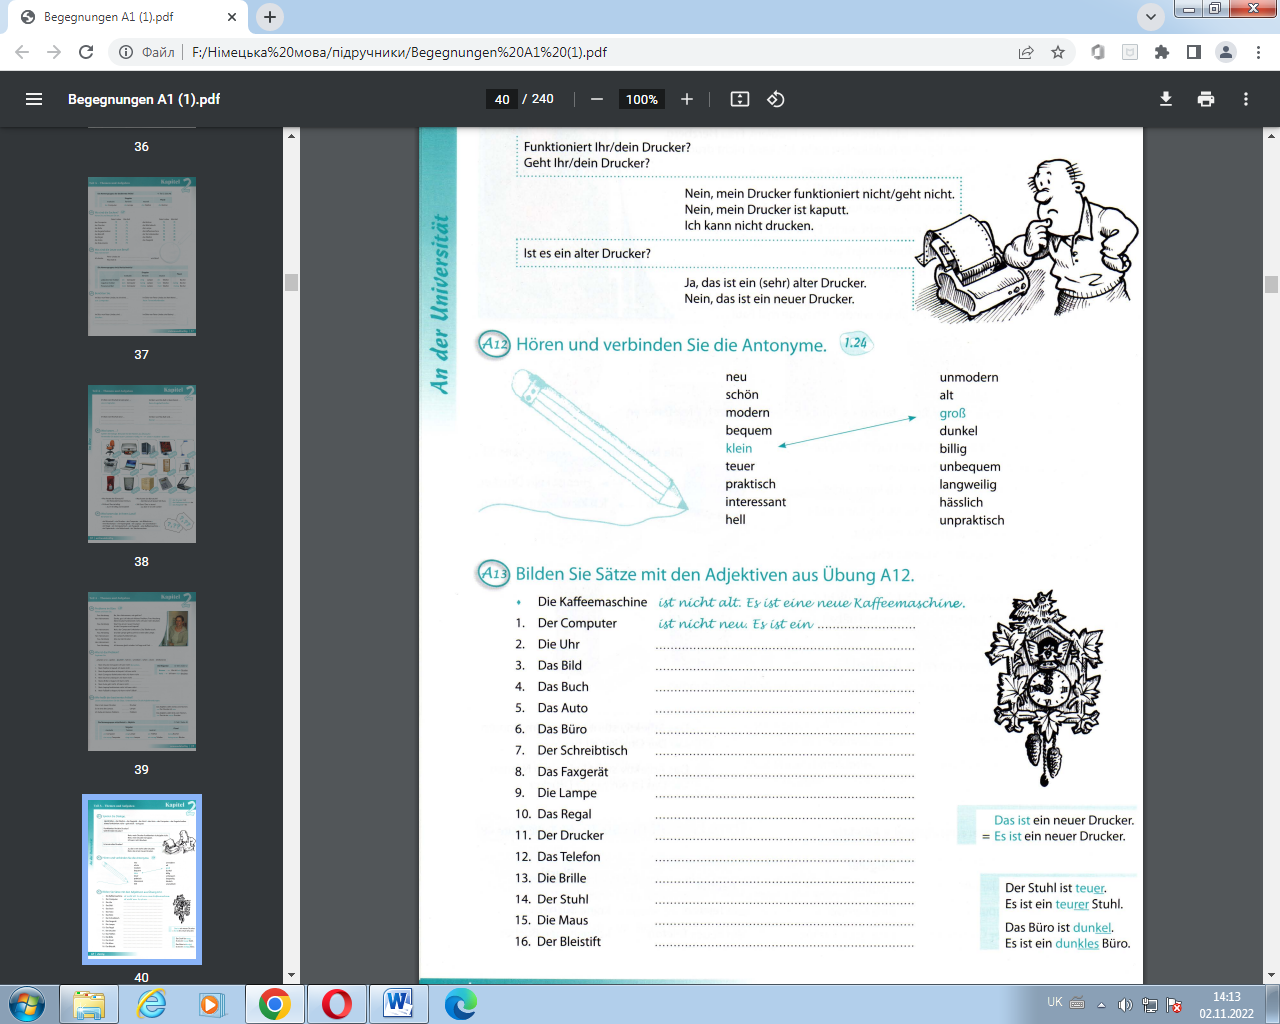 Begegnungen A1 (1).pdf
Файл
F:/Німецька%20мова/підручники/Begegnungen%20A1%20(1).pdf
Begegnungen A1 (1).pdf
40 / 240
100%
36
37
38
39
40
An der Universität
Funktioniert Ihr/dein Drucker?
Geht Ihr/dein Drucker?
Nein, mein Drucker funktioniert nicht/geht nicht.
Nein, mein Drucker ist kaputt.
Ich kann nicht drucken.
Ist es ein alter Drucker?
Ja, das ist ein (sehr) alter Drucker.
Nein, das ist ein neuer Drucker.
A12 Hören und verbinden Sie die Antonyme. 1.24
neu unmodern
schön alt
modern groß
bequem dunkel
klein billig
teuer unbequem
praktisch langweilig
interessant hässlich
hell unpraktisch
A13 Bilden Sie Sätze mit den Adjektiven aus Übung A12.
Die Kaffeemaschine ist nicht alt. Es ist eine neue Kaffeemaschine.
1. Der Computer ist nicht neu. Es ist ein
2. Die Uhr
3. Das Bild
4. Das Buch
5. Das Auto
6. Das Büro
7. Der Schreibtisch
8. Das Faxgerät
9. Die Lampe
10. Das Regal
11. Der Drucker
12. Das Telefon
13. Die Brille
14. Der Stuhl
15. Die Maus
16. Der Bleistift
Das ist ein neuer Drucker.
= Es ist ein neuer Drucker.
Der Stuhl ist teuer.
Es ist ein teurer Stuhl.
Das Büro ist dunkel.
Es ist ein dunkles Büro.
UK
14:13
02.11.2022